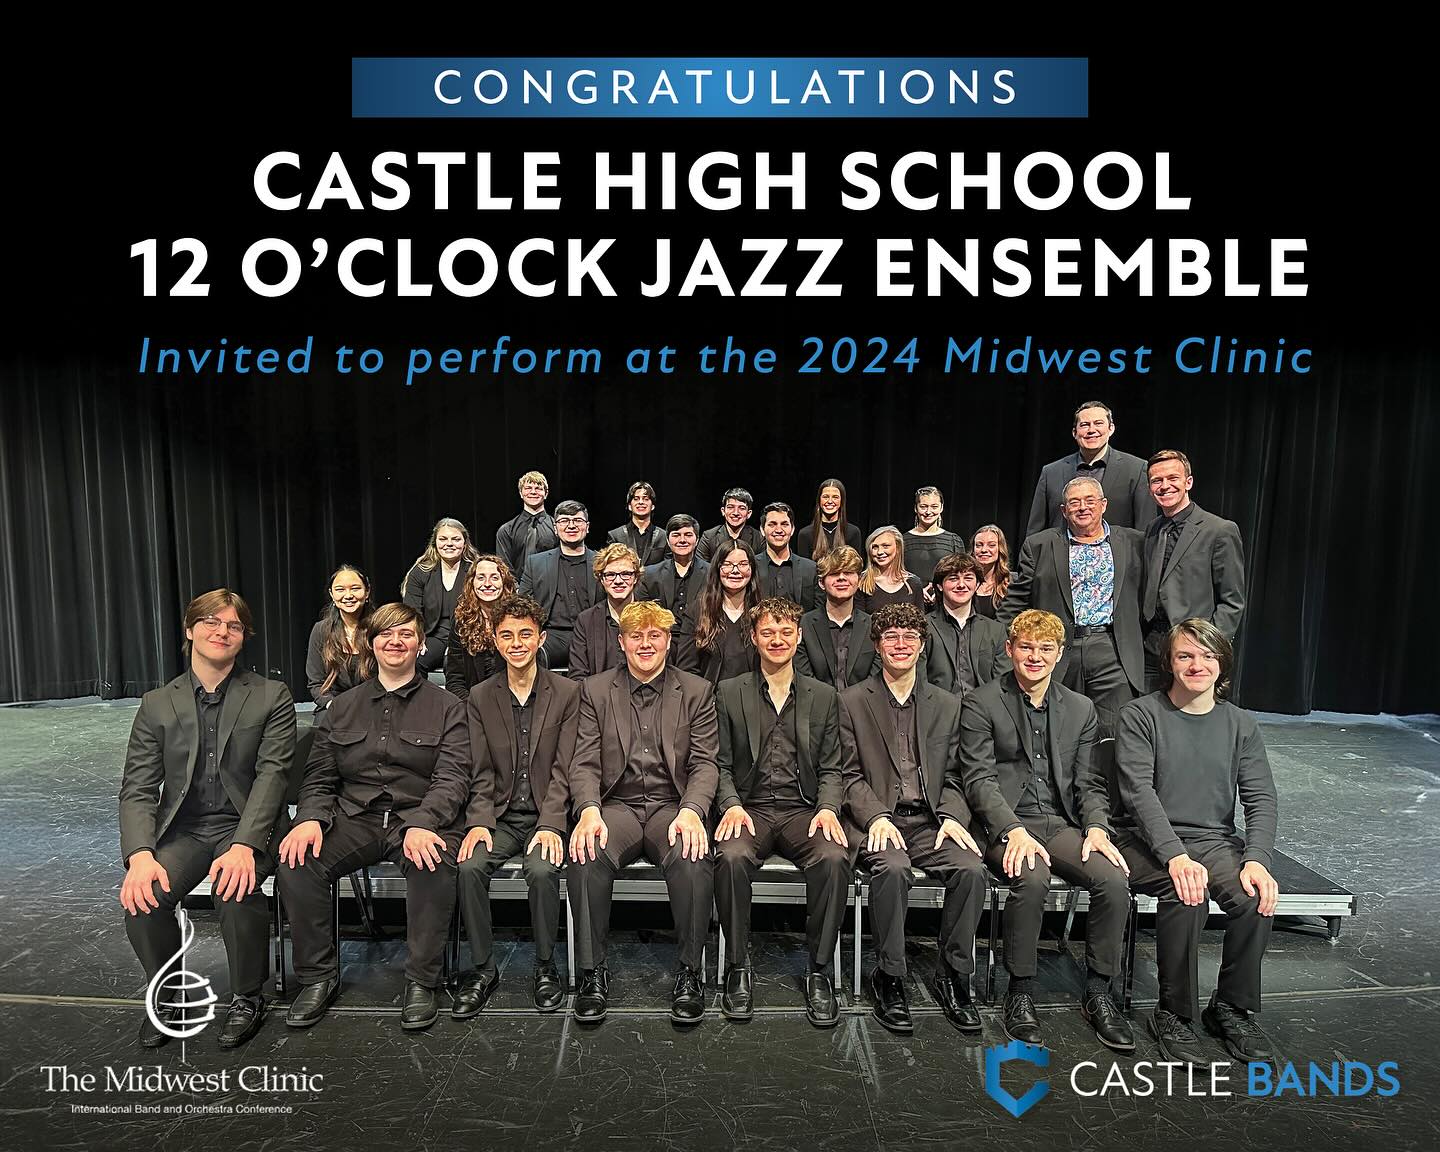 CONGRATULATIONS
CASTLE HIGH SCHOOL
12 O’CLOCK JAZZ ENSEMBLE
Invited to perform at the 2024 Midwest Clinic
The Midwest Clinic
International Band and Orchestra Conference
CASTLE BANDS